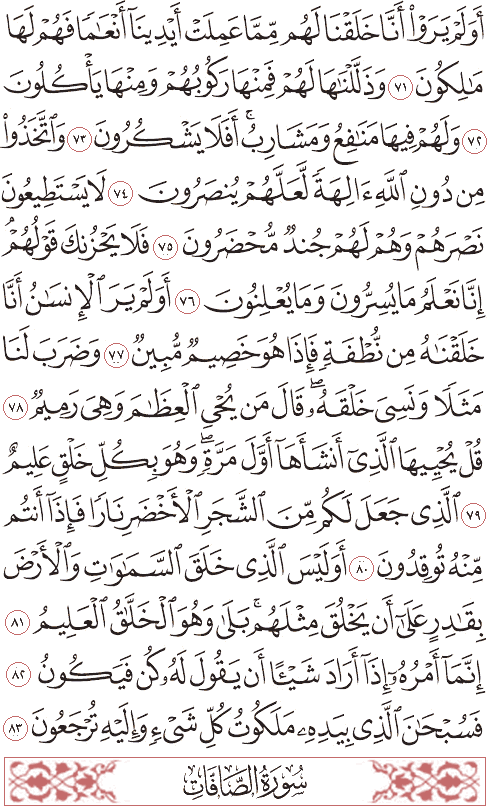 أَوَلَمْ يَرَوْا۟ أَنَّا خَلَقْنَا لَهُم مِّمَّا عَمِلَتْ أَيْدِينَآ أَنْعَٰمًا فَهُمْ لَهَا
مَٰلِكُونَ ٧١ وَذَلَّلْنَٰهَا لَهُمْ فَمِنْهَا رَكُوبُهُمْ وَمِنْهَا يَأْكُلُونَ
٧٢ وَلَهُمْ فِيهَا مَنَٰفِعُ وَمَشَارِبُ ۖ أَفَلَا يَشْكُرُونَ ٧٣ وَٱتَّخَذُوا۟
مِن دُونِ ٱللَّهِ ءَالِهَةً لَّعَلَّهُمْ يُنصَرُونَ ٧٤ لَا يَسْتَطِيعُونَ
نَصْرَهُمْ وَهُمْ لَهُمْ جُندٌ مُّحْضَرُونَ ٧٥ فَلَا يَحْزُنكَ قَوْلُهُمْ ۘ
إِنَّا نَعْلَمُ مَا يُسِرُّونَ وَمَا يُعْلِنُونَ ٧٦ أَوَلَمْ يَرَ ٱلْإِنسَٰنُ أَنَّا
خَلَقْنَٰهُ مِن نُّطْفَةٍ فَإِذَا هُوَ خَصِيمٌ مُّبِينٌ ٧٧ وَضَرَبَ لَنَا
مَثَلًا وَنَسِىَ خَلْقَهُۥ ۖ قَالَ مَن يُحْىِ ٱلْعِظَٰمَ وَهِىَ رَمِيمٌ ٧٨
قُلْ يُحْيِيهَا ٱلَّذِىٓ أَنشَأَهَآ أَوَّلَ مَرَّةٍ ۖ وَهُوَ بِكُلِّ خَلْقٍ عَلِيمٌ
٧٩ ٱلَّذِى جَعَلَ لَكُم مِّنَ ٱلشَّجَرِ ٱلْأَخْضَرِ نَارًا فَإِذَآ أَنتُم
مِّنْهُ تُوقِدُونَ ٨٠ أَوَلَيْسَ ٱلَّذِى خَلَقَ ٱلسَّمَٰوَٰتِ وَٱلْأَرْضَ
بِقَٰدِرٍ عَلَىٰٓ أَن يَخْلُقَ مِثْلَهُم ۚ بَلَىٰ وَهُوَ ٱلْخَلَّٰقُ ٱلْعَلِيمُ ٨١
إِنَّمَآ أَمْرُهُۥٓ إِذَآ أَرَادَ شَيْـًٔا أَن يَقُولَ لَهُۥ كُن فَيَكُونُ ٨٢
فَسُبْحَٰنَ ٱلَّذِى بِيَدِهِۦ مَلَكُوتُ كُلِّ شَىْءٍ وَإِلَيْهِ تُرْجَعُونَ ٨٣
سُورَةُ الصَّافَّاتِ